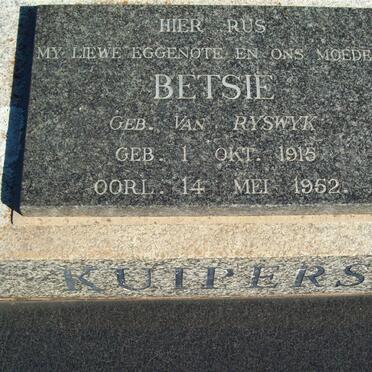 HIER RUS
MY LIEWE EGGENOTE EN ONS MOEDE
BETSIE
GEB. VAN RYSWYK
GEB. 1 OKT. 1915
OORL. 14 MEI 1952.
KUIPERS